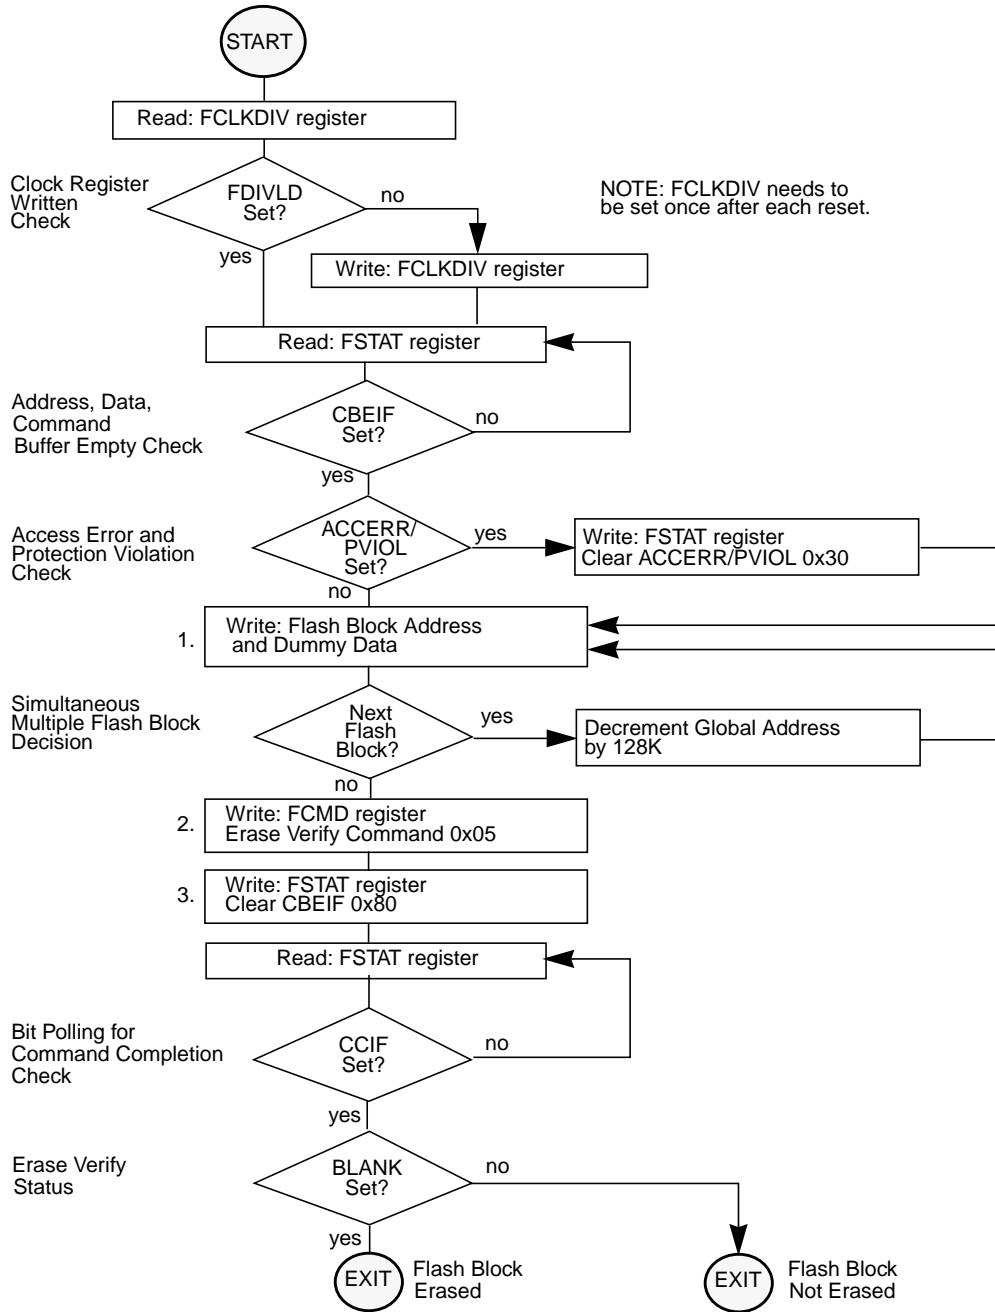 START
Read: FCLKDIV register
Clock Register
Written
Check
FDIVLD
Set?
no
yes
NOTE: FCLKDIV needs to
be set once after each reset.
Write: FCLKDIV register
Read: FSTAT register
Address, Data,
Command
Buffer Empty Check
CBEIF
Set?
no
yes
Access Error and
Protection Violation
Check
ACCERR/
PVIOL
Set?
yes
no
Write: FSTAT register
Clear ACCERR/PVIOL 0x30
1.
Write: Flash Block Address
and Dummy Data
Simultaneous
Multiple Flash Block
Decision
Next
Flash
Block?
yes
no
Decrement Global Address
by 128K
2.
Write: FCMD register
Erase Verify Command 0x05
3.
Write: FSTAT register
Clear CBEIF 0x80
Read: FSTAT register
Bit Polling for
Command Completion
Check
CCIF
Set?
no
yes
Erase Verify
Status
BLANK
Set?
no
yes
EXIT
Flash Block
Erased
EXIT
Flash Block
Not Erased